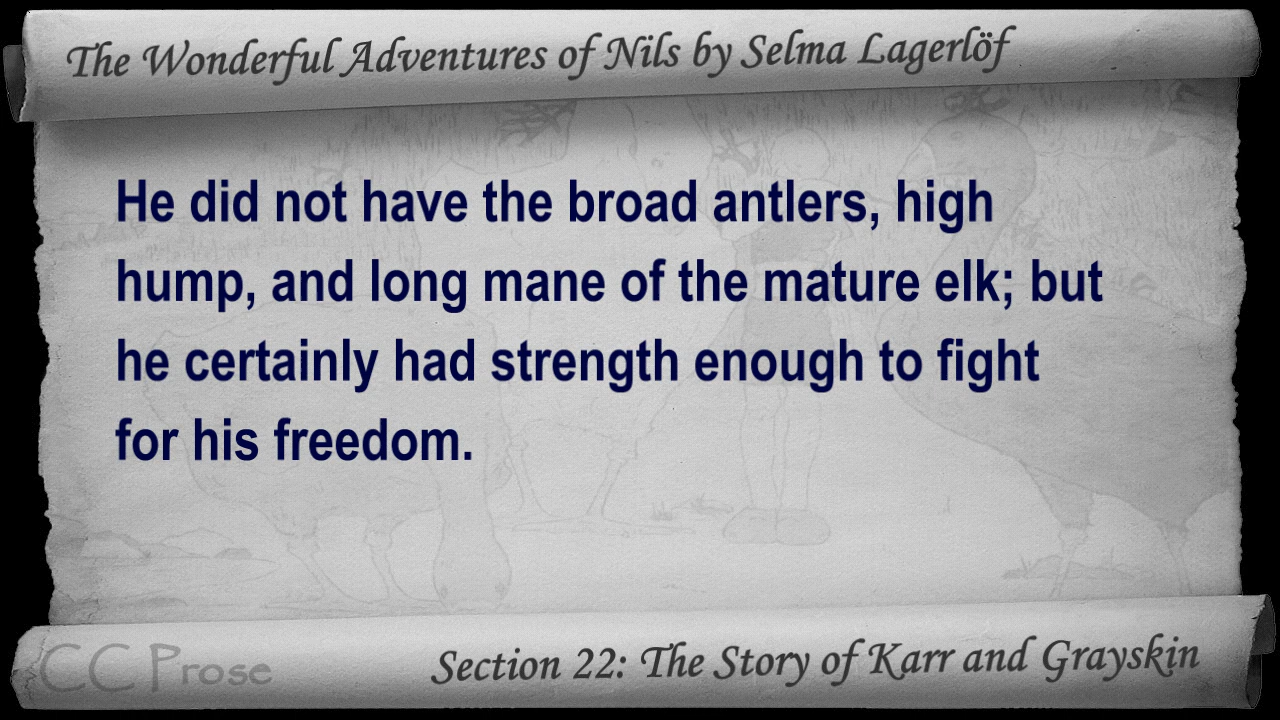 The Wonderful Adventures of Nils by Selma Lagerlöf
He did not have the broad antlers, high
hump, and long mane of the mature elk; but
he certainly had strength enough to fight
for his freedom.
CC Prose
Section 22: The Story of Karr and Grayskin